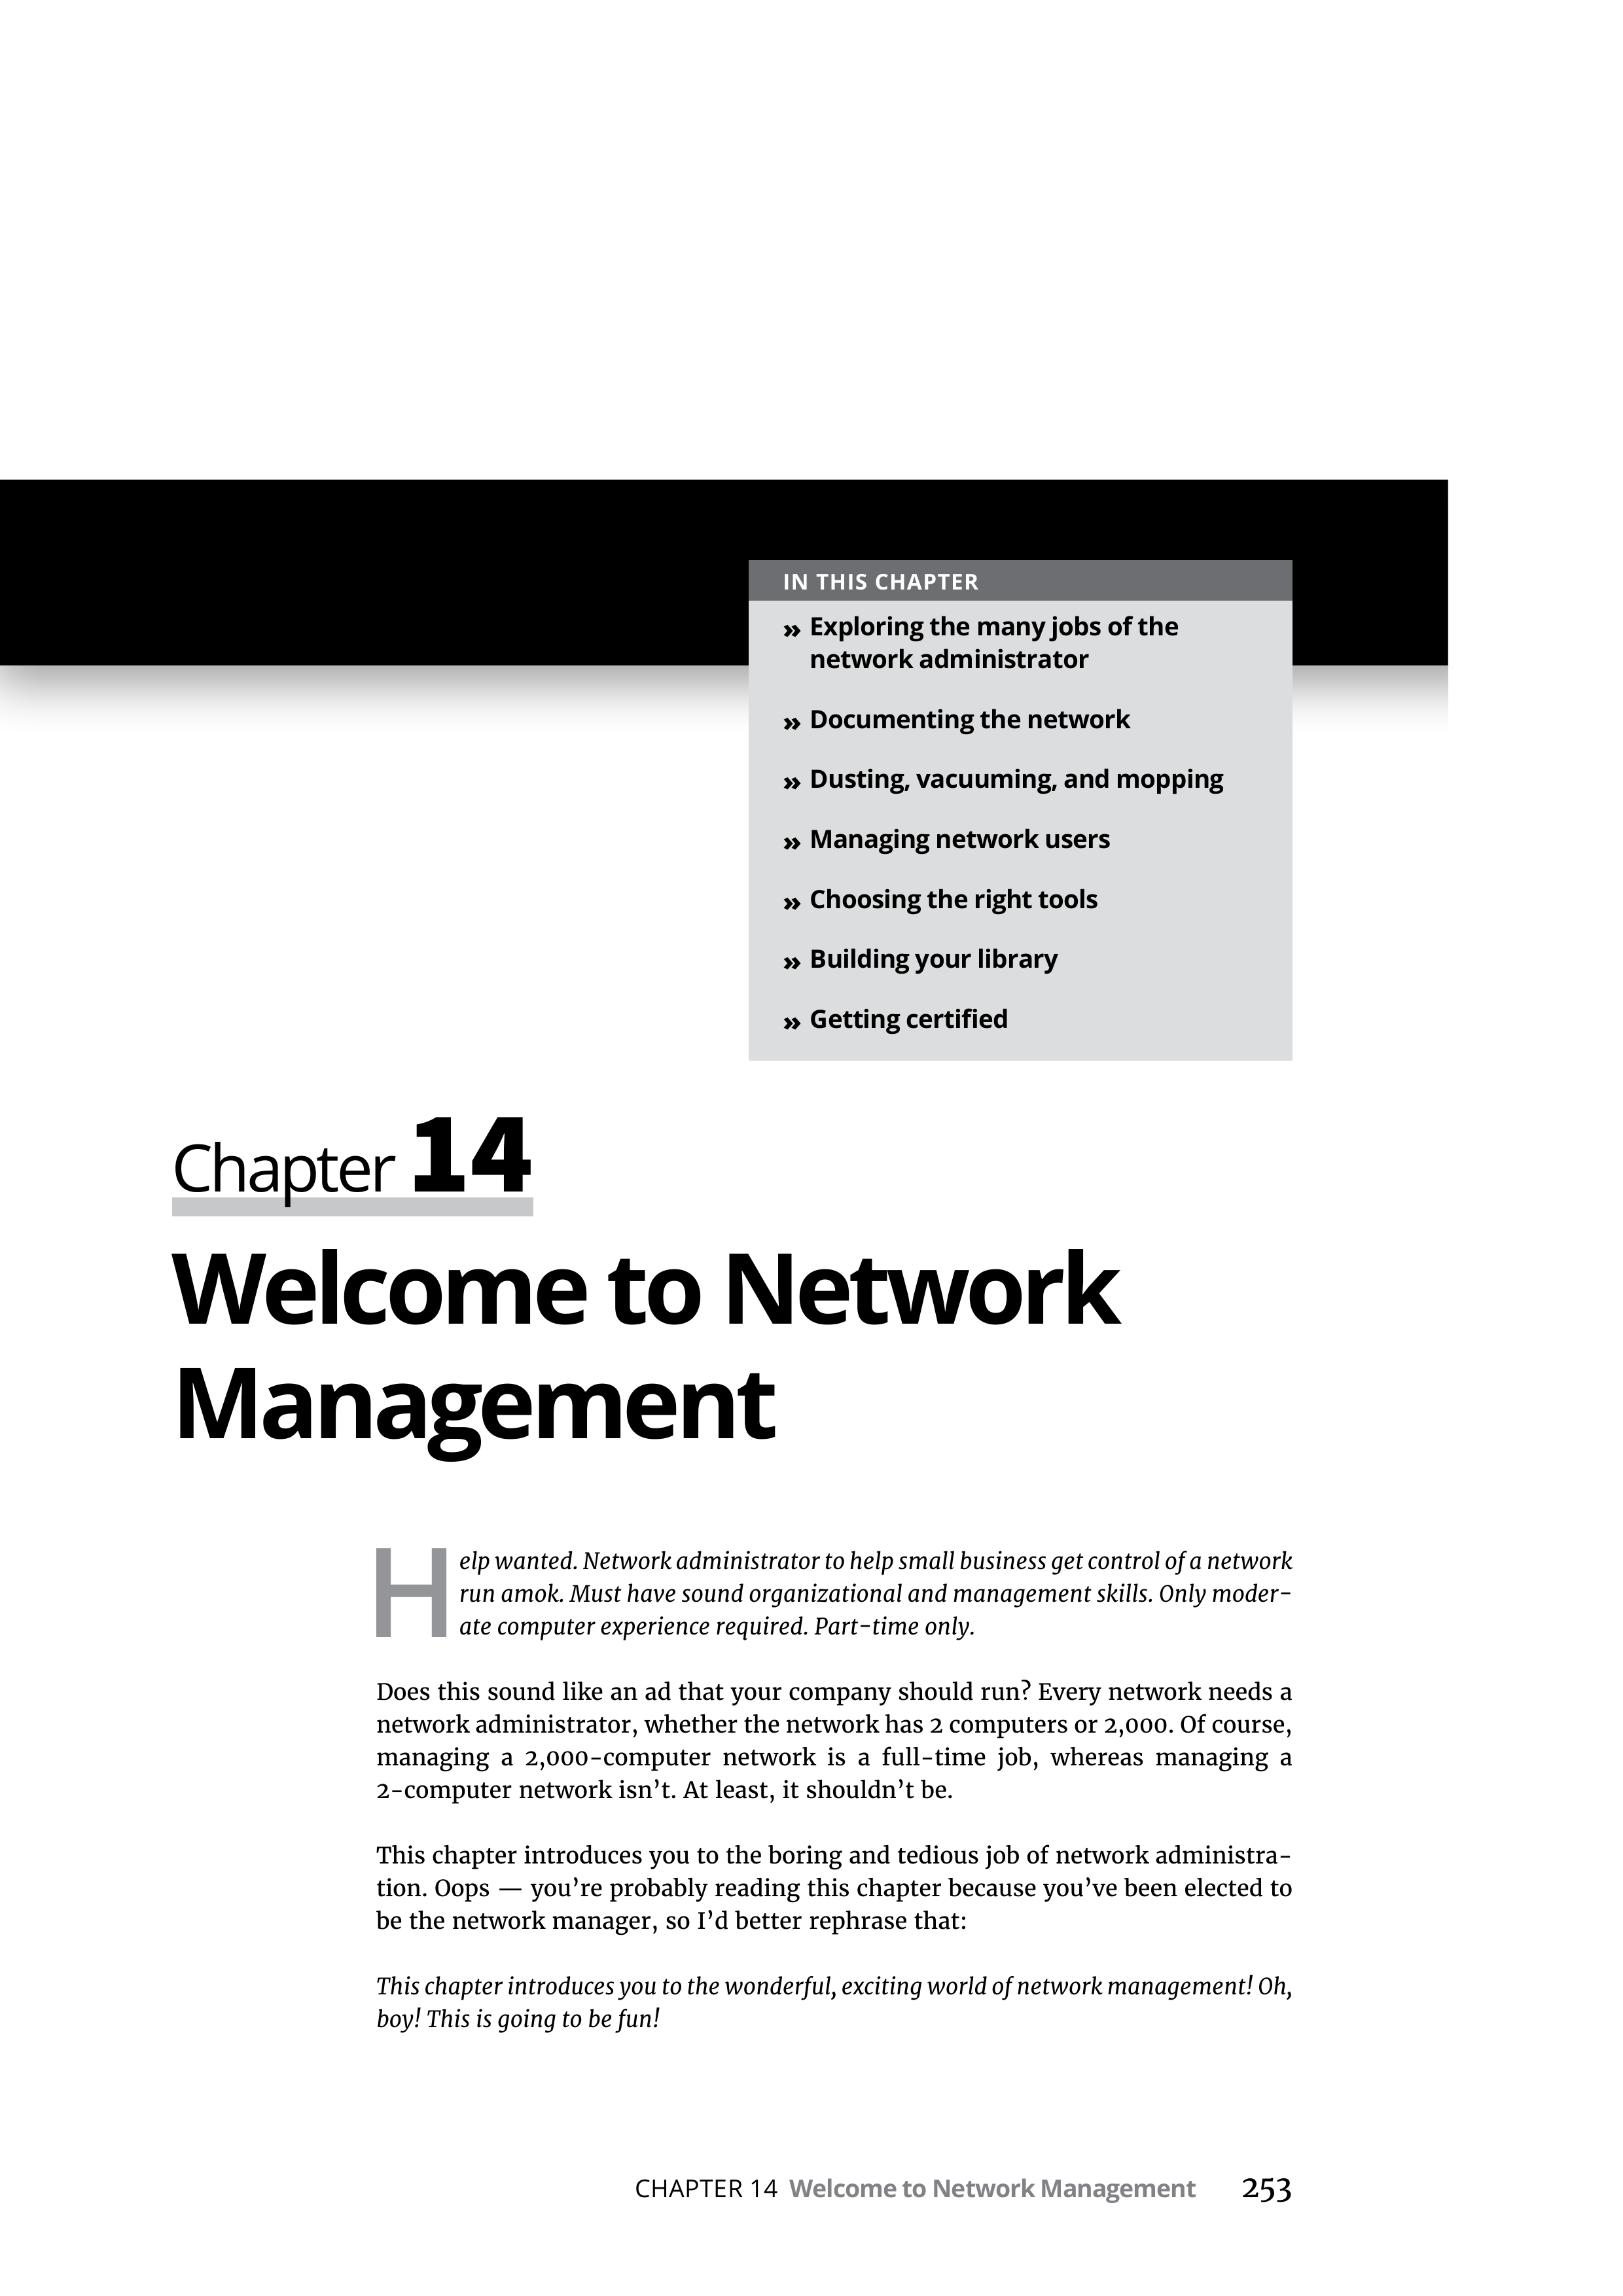 IN THIS CHAPTER
» Exploring the many jobs of the
network administrator
» Documenting the network
» Dusting, vacuuming, and mopping
» Managing network users
» Choosing the right tools
» Building your library
» Getting certified
Chapter 14
Welcome to Network
Management
Help wanted. Network administrator to help small business get control of a network
run amok. Must have sound organizational and management skills. Only moder-
ate computer experience required. Part-time only.
Does this sound like an ad that your company should run? Every network needs a
network administrator, whether the network has 2 computers or 2,000. Of course,
managing a 2,000-computer network is a full-time job, whereas managing a
2-computer network isn’t. At least, it shouldn’t be.
This chapter introduces you to the boring and tedious job of network administra-
tion. Oops — you’re probably reading this chapter because you’ve been elected to
be the network manager, so I’d better rephrase that:
This chapter introduces you to the wonderful, exciting world of network management! Oh,
boy! This is going to be fun!
CHAPTER 14 Welcome to Network Management 253